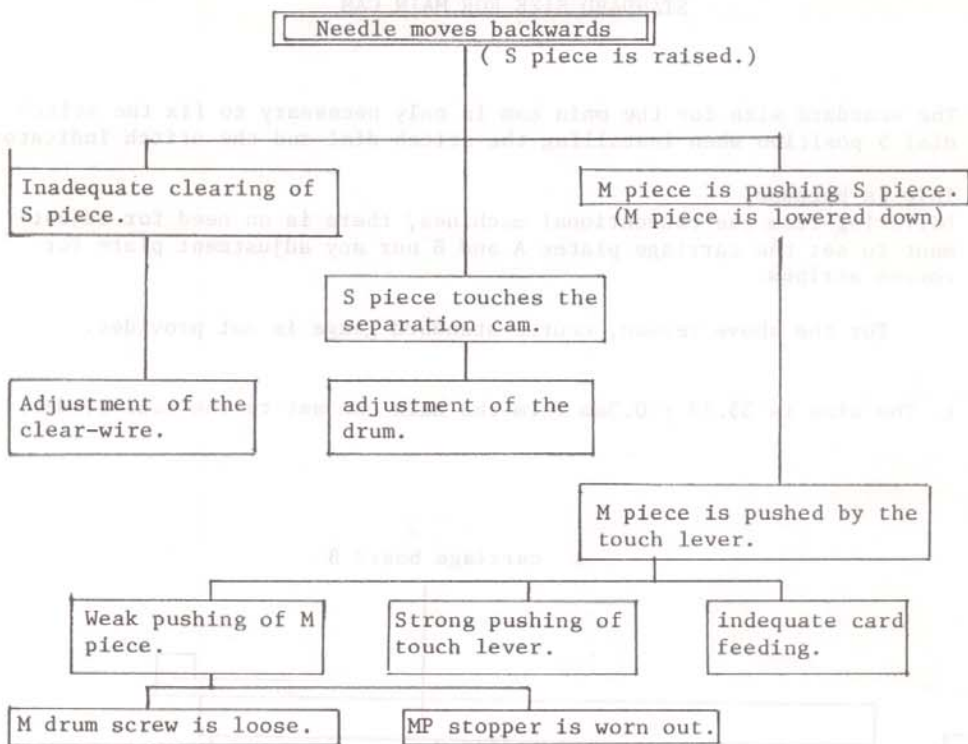 Needle moves backwards
( S piece is raised.)
Inadequate clearing of
S piece.
M piece is pushing S piece.
(M piece is lowered down)
S piece touches the
separation cam.
Adjustment of the
clear-wire.
adjustment of the
drum.
M piece is pushed by the
touch lever.
Weak pushing of M
piece.
Strong pushing of
touch lever.
indequate card
feeding.
M drum screw is loose.
MP stopper is worn out.